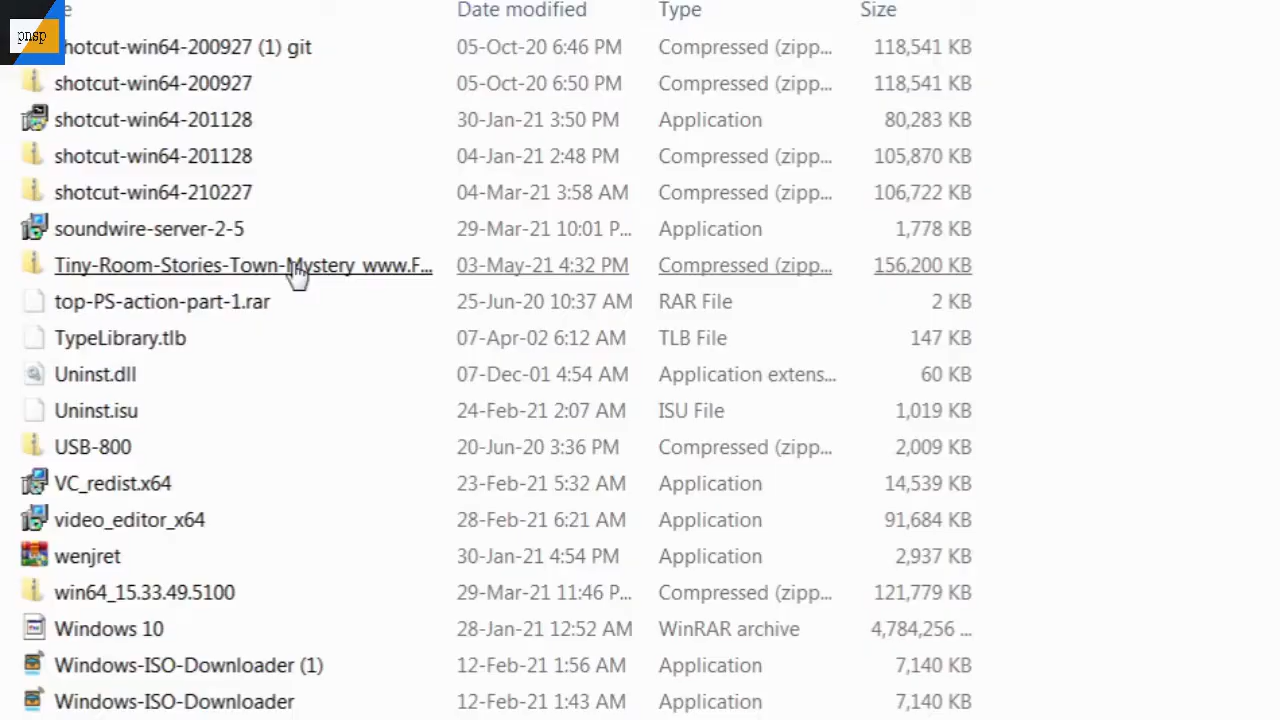 e Date modified Type Size
pnsp
hotcut-win64-200927 (1) git 05-Oct-20 6:46 PM Compressed (zipp... 118,541 KB
shotcut-win64-200927 05-Oct-20 6:50 PM Compressed (zipp... 118,541 KB
shotcut-win64-201128 30-Jan-21 3:50 PM Application 80,283 KB
shotcut-win64-201128 04-Jan-21 2:48 PM Compressed (zipp... 105,870 KB
shotcut-win64-210227 04-Mar-21 3:58 AM Compressed (zipp... 106,722 KB
soundwire-server-2-5 29-Mar-21 10:01 P... Application 1,778 KB
Tiny-Room-Stories-Town-Mystery_www.F... 03-May-21 4:32 PM Compressed (zipp... 156,200 KB
top-PS-action-part-1.rar 25-Jun-20 10:37 AM RAR File 2 KB
TypeLibrary.tlb 07-Apr-02 6:12 AM TLB File 147 KB
Uninst.dll 07-Dec-01 4:54 AM Application extens... 60 KB
Uninst.isu 24-Feb-21 2:07 AM ISU File 1,019 KB
USB-800 20-Jun-20 3:36 PM Compressed (zipp... 2,009 KB
VC_redist.x64 23-Feb-21 5:32 AM Application 14,539 KB
video_editor_x64 28-Feb-21 6:21 AM Application 91,684 KB
wenjret 30-Jan-21 4:54 PM Application 2,937 KB
win64_15.33.49.5100 29-Mar-21 11:46 P... Compressed (zipp... 121,779 KB
Windows 10 28-Jan-21 12:52 AM WinRAR archive 4,784,256 ...
Windows-ISO-Downloader (1) 12-Feb-21 1:56 AM Application 7,140 KB
Windows-ISO-Downloader 12-Feb-21 1:43 AM Application 7,140 KB